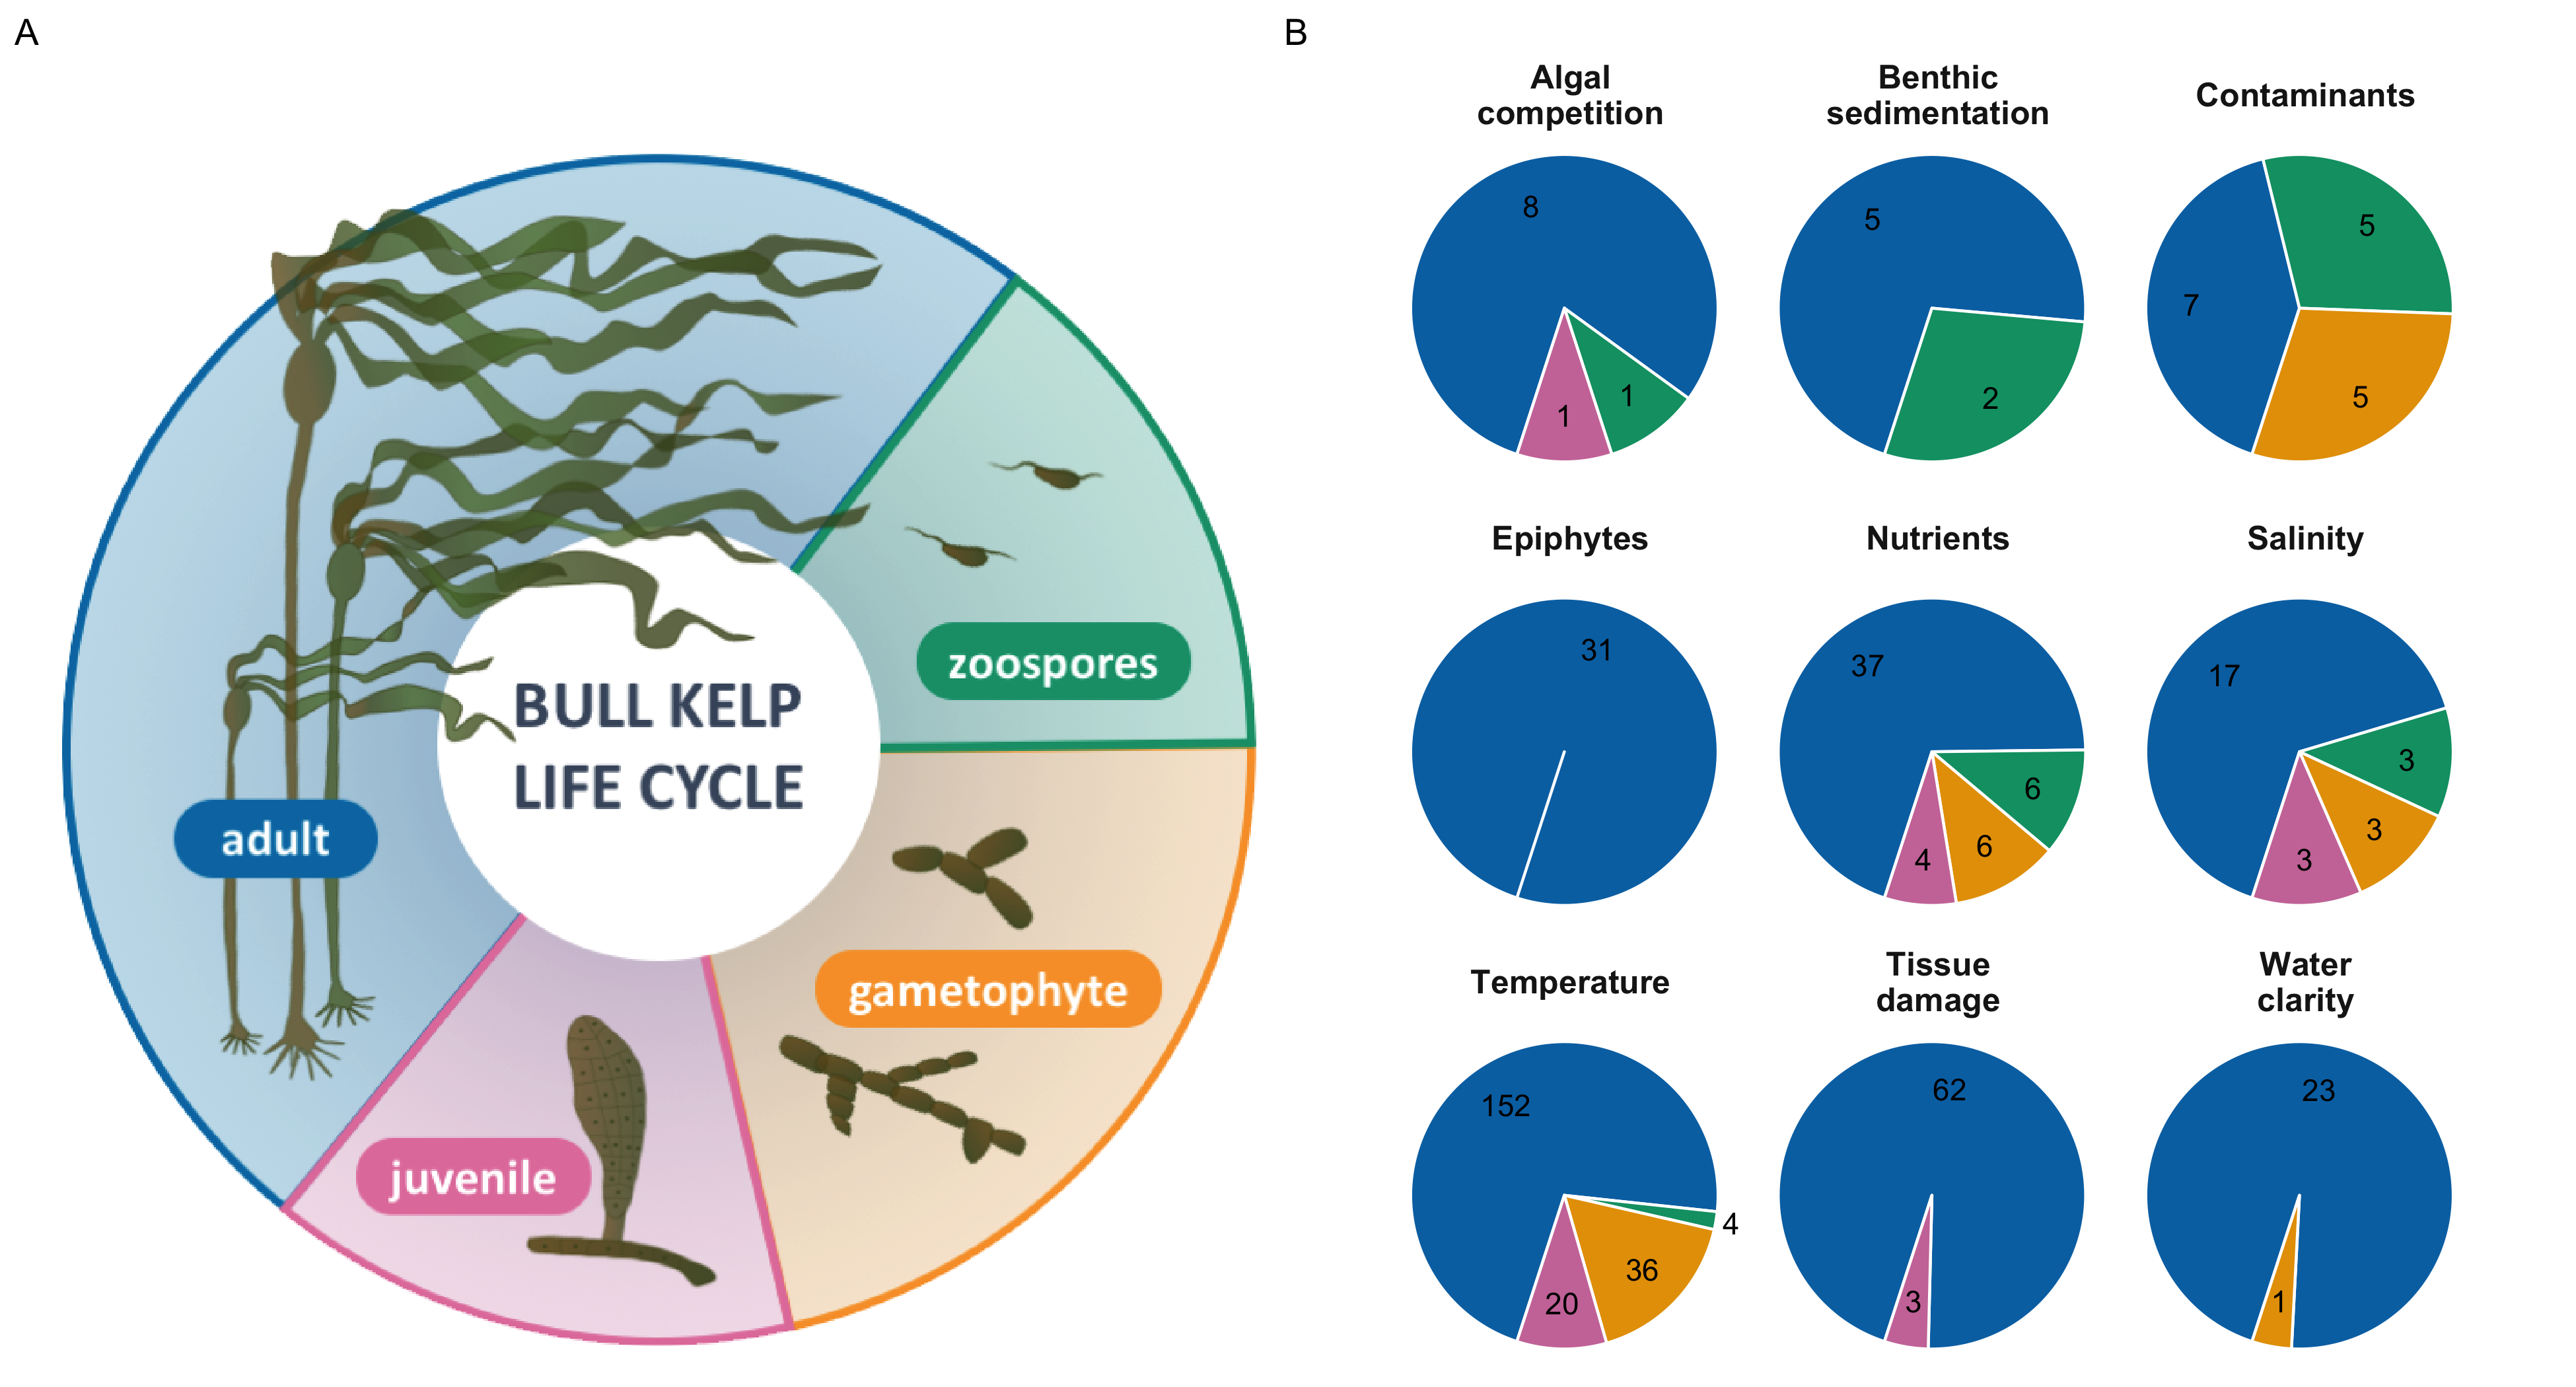 A
BULL KELP
LIFE CYCLE
zoospores
adult
gametophyte
juvenile
B
Algal
competition
8
1
1
Benthic
sedimentation
5
2
Contaminants
5
7
5
Epiphytes
31
Nutrients
37
6
6
4
Salinity
17
3
3
3
Temperature
152
4
36
20
Tissue
damage
62
3
Water
clarity
23
1